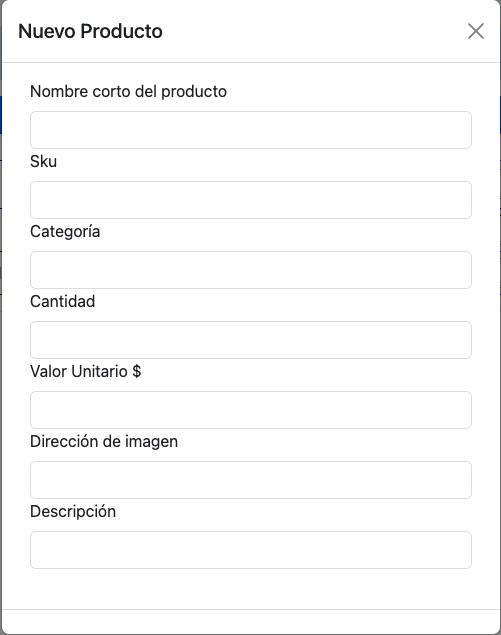 Nuevo Producto
Nombre corto del producto
Sku
Categoría
Cantidad
Valor Unitario $
Dirección de imagen
Descripción